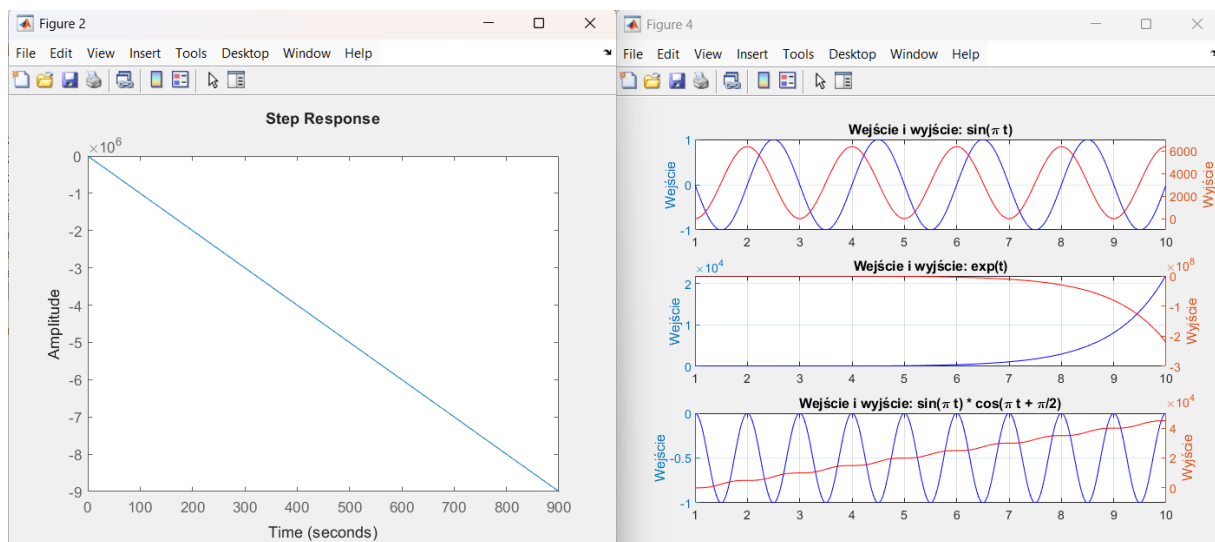 Figure 2
File Edit View Insert Tools Desktop Window Help
Step Response
×10^6
0
-1
-2
-3
-4
-5
-6
-7
-8
-9
Amplitude
0 100 200 300 400 500 600 700 800 900
Time (seconds)
Figure 4
File Edit View Insert Tools Desktop Window Help
Wejście i wyjście: sin(π t)
1
0
-1
Wejście
6000
4000
2000
0
Wyjście
1 2 3 4 5 6 7 8 9 10
Wejście i wyjście: exp(t)
×10^4
2
1
0
Wejście
×10^8
0
-1
-2
-3
Wyjście
1 2 3 4 5 6 7 8 9 10
Wejście i wyjście: sin(π t) * cos(π t + π/2)
0
-0.5
-1
Wejście
×10^4
4
2
0
Wyjście
1 2 3 4 5 6 7 8 9 10